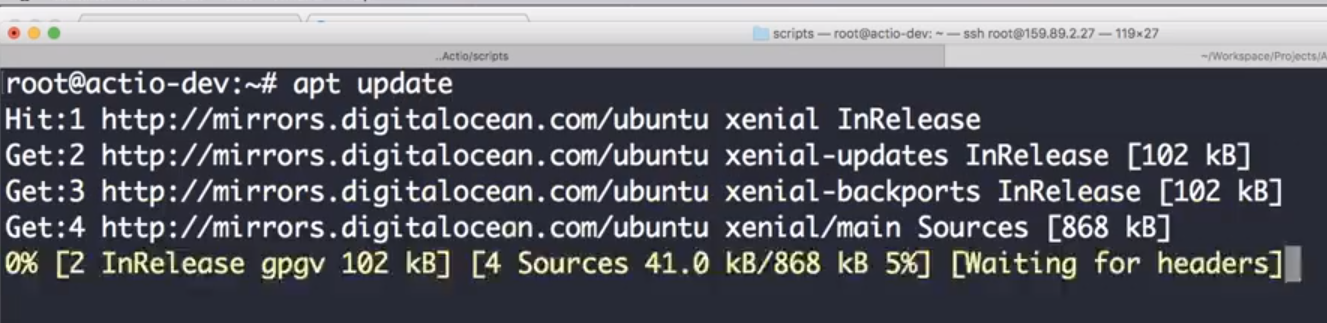 scripts — root@actio-dev: ~ — ssh root@159.89.2.27 — 119×27
..Actio/scripts
~/Workspace/Projects/A
root@actio-dev:~# apt update
Hit:1 http://mirrors.digitalocean.com/ubuntu xenial InRelease
Get:2 http://mirrors.digitalocean.com/ubuntu xenial-updates InRelease [102 kB]
Get:3 http://mirrors.digitalocean.com/ubuntu xenial-backports InRelease [102 kB]
Get:4 http://mirrors.digitalocean.com/ubuntu xenial/main Sources [868 kB]
0% [2 InRelease gpgv 102 kB] [4 Sources 41.0 kB/868 kB 5%] [Waiting for headers]